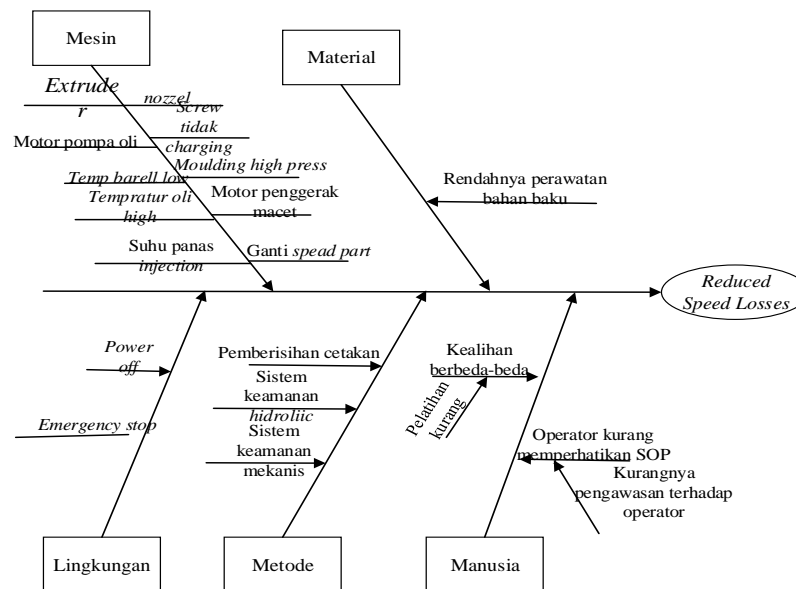 Mesin
Material
Extrude
r
nozzel
Screw
tidak
charging
Motor pompa oli
Moulding high press
Temp barell low
Tempratur oli
high
Motor penggerak
macet
Suhu panas
injection
Ganti spead part
Rendahnya perawatan
bahan baku
Reduced
Speed Losses
Power
off
Emergency stop
Pemberisihan cetakan
Sistem
keamanan
hidroliic
Sistem
keamanan
mekanis
Kealihan
berbeda-beda
Pelatihan
kurang
Operator kurang
memperhatikan SOP
Kurangnya
pengawasan terhadap
operator
Lingkungan
Metode
Manusia